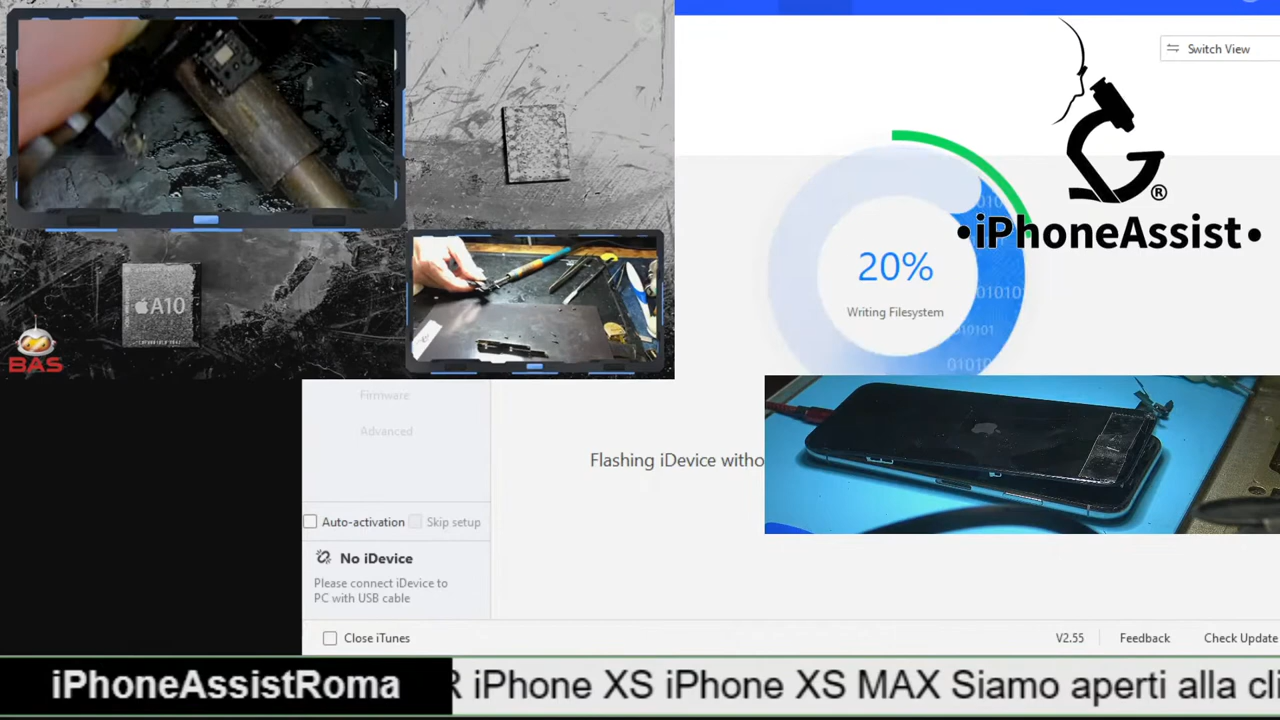 Switch View
A10
BAS
®
•iPhoneAssist•
20%
Writing Filesystem
Firmware
Advanced
Flashing iDevice witho
Auto-activation
Skip setup
No iDevice
Please connect iDevice to
PC with USB cable
Close iTunes
V2.55
Feedback
Check Update
iPhoneAssistRoma
R iPhone XS iPhone XS MAX Siamo aperti alla cli